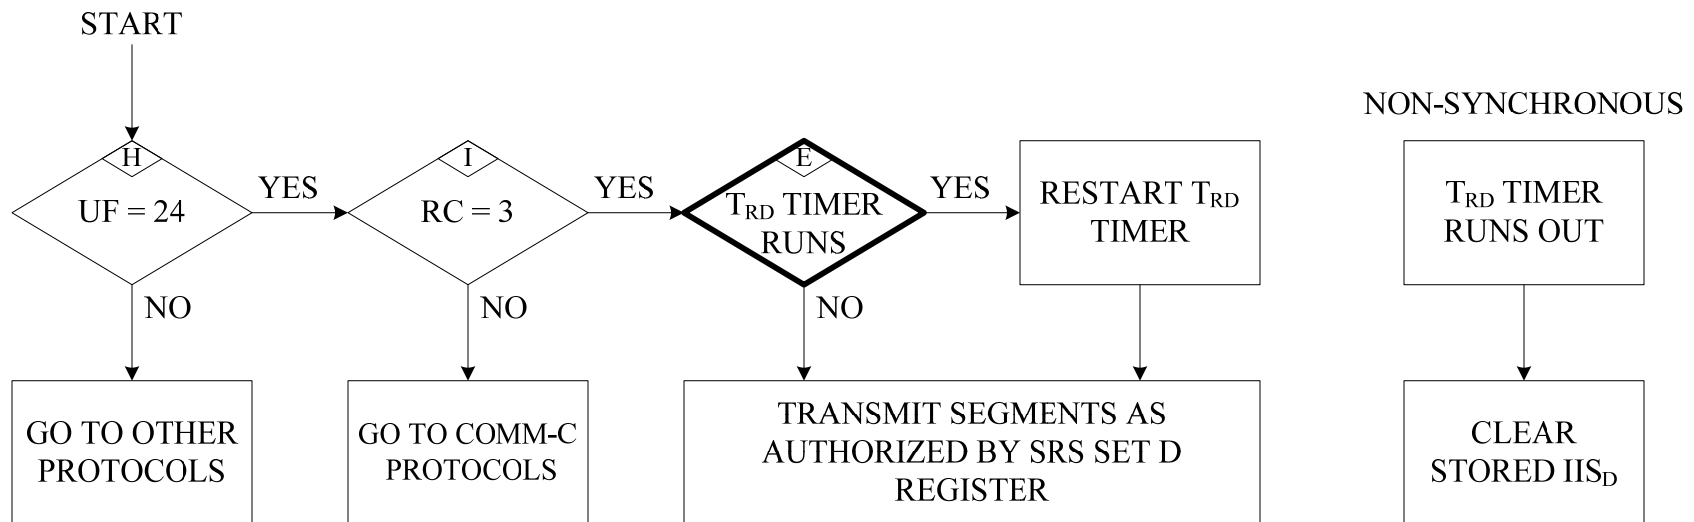 START
NON-SYNCHRONOUS
H
UF = 24
YES
NO
I
RC = 3
YES
NO
E
TRD TIMER
RUNS
YES
NO
RESTART TRD
TIMER
TRD TIMER
RUNS OUT
GO TO OTHER
PROTOCOLS
GO TO COMM-C
PROTOCOLS
TRANSMIT SEGMENTS AS
AUTHORIZED BY SRS SET D
REGISTER
CLEAR
STORED IISD